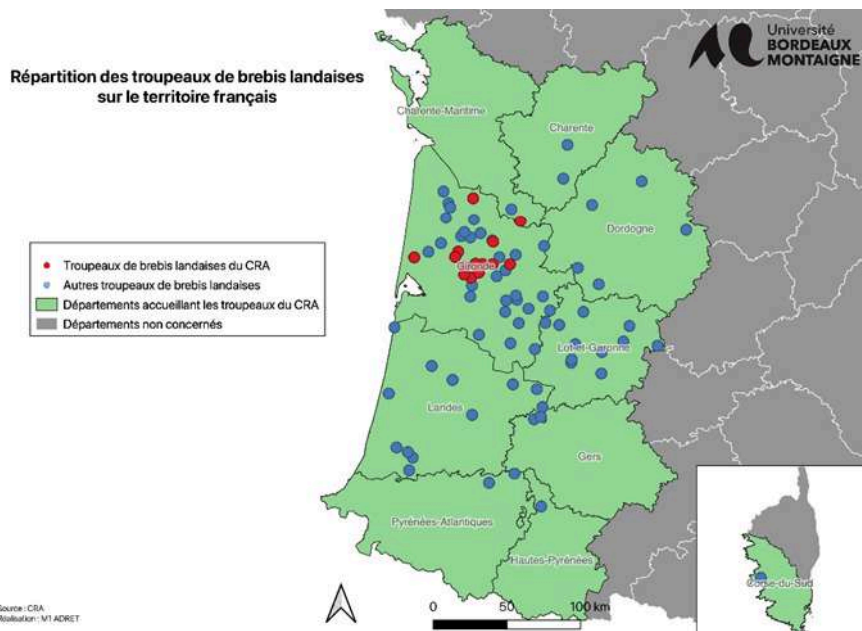 Répartition des troupeaux de brebis landaises
sur le territoire français
Université
BORDEAUX
MONTAIGNE
Charente-Maritime
Charente
Dordogne
Gironde
Troupeaux de brebis landaises du CRA
Autres troupeaux de brebis landaises
Départements accueillant les troupeaux du CRA
Départements non concernés
Lot-et-Garonne
Landes
Gers
Pyrénées-Atlantiques
Hautes-Pyrénées
Corse-du-Sud
Source : CRA
Réalisation : M1 ADRET
0 50 100 km